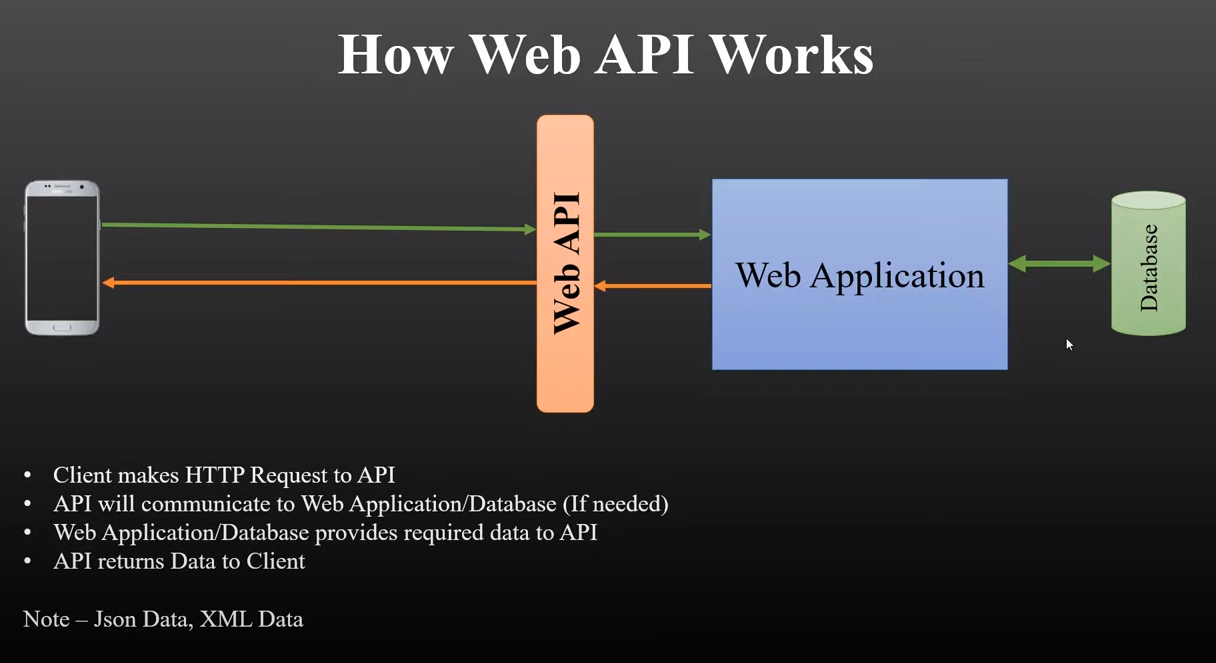 How Web API Works
Web API
Web Application
Database
• Client makes HTTP Request to API
• API will communicate to Web Application/Database (If needed)
• Web Application/Database provides required data to API
• API returns Data to Client
Note – Json Data, XML Data